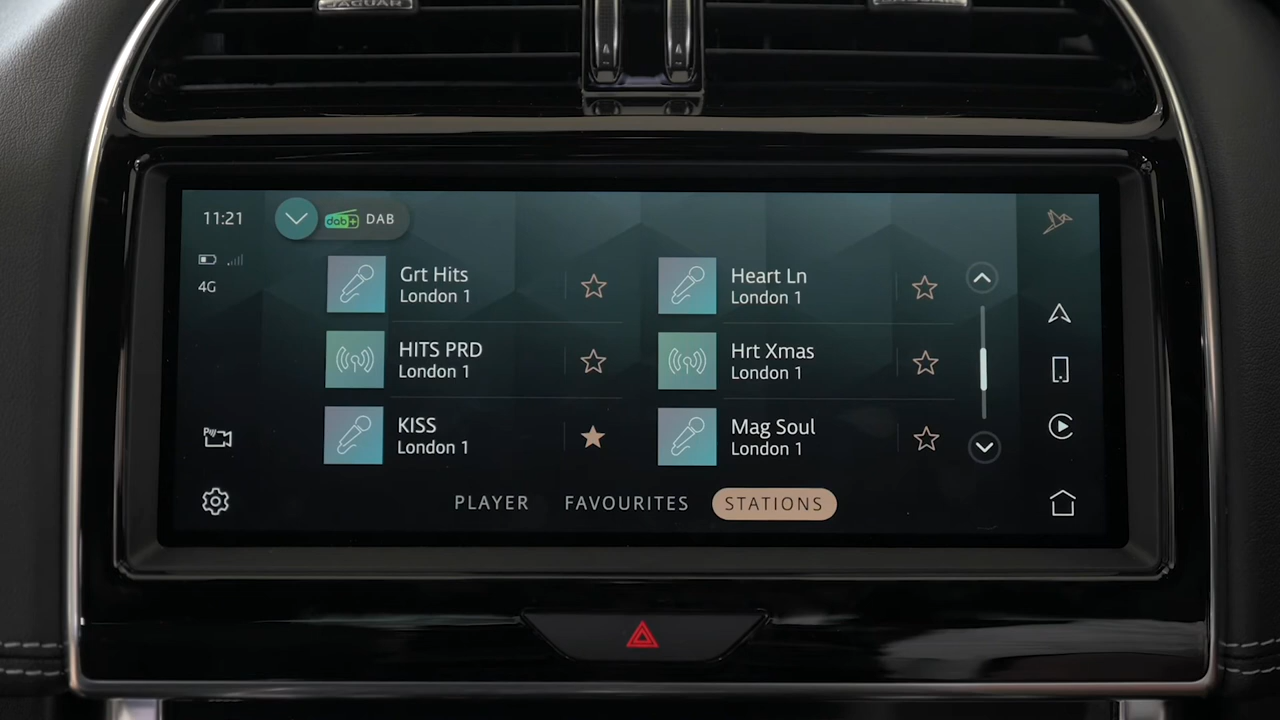 JAGUAR
11:21
dab+ DAB
4G
Grt Hits
London 1
Heart Ln
London 1
HITS PRD
London 1
Hrt Xmas
London 1
KISS
London 1
Mag Soul
London 1
PLAYER FAVOURITES STATIONS